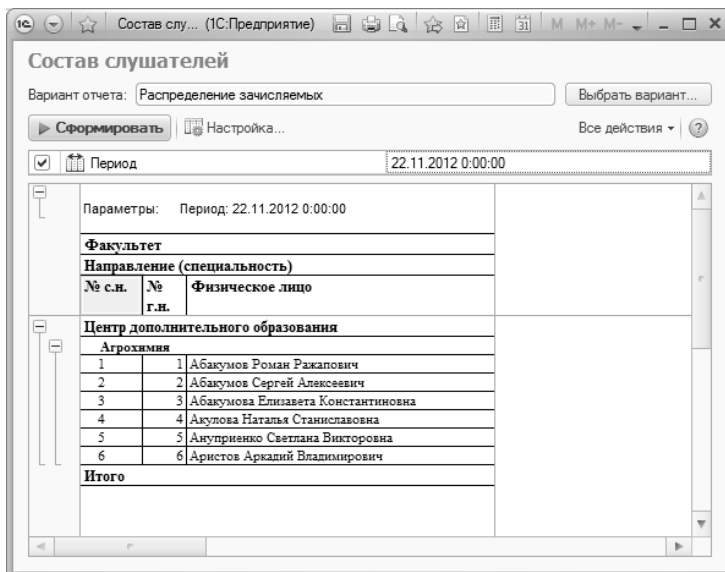 1С Состав слу... (1С:Предприятие) 31 M M+ M-
Состав слушателей
Вариант отчета: Распределение зачисляемых Выбрать вариант...
Сформировать Настройка... Все действия ?
Период 22.11.2012 0:00:00
Параметры: Период: 22.11.2012 0:00:00
Факультет
Направление (специальность)
№ с.н. № г.н. Физическое лицо
Центр дополнительного образования
Агрохимия
1 1 Абакумов Роман Ражапович
2 2 Абакумов Сергей Алексеевич
3 3 Абакумова Елизавета Константиновна
4 4 Акулова Наталья Станиславовна
5 5 Ануприенко Светлана Викторовна
6 6 Аристов Аркадий Владимирович
Итого